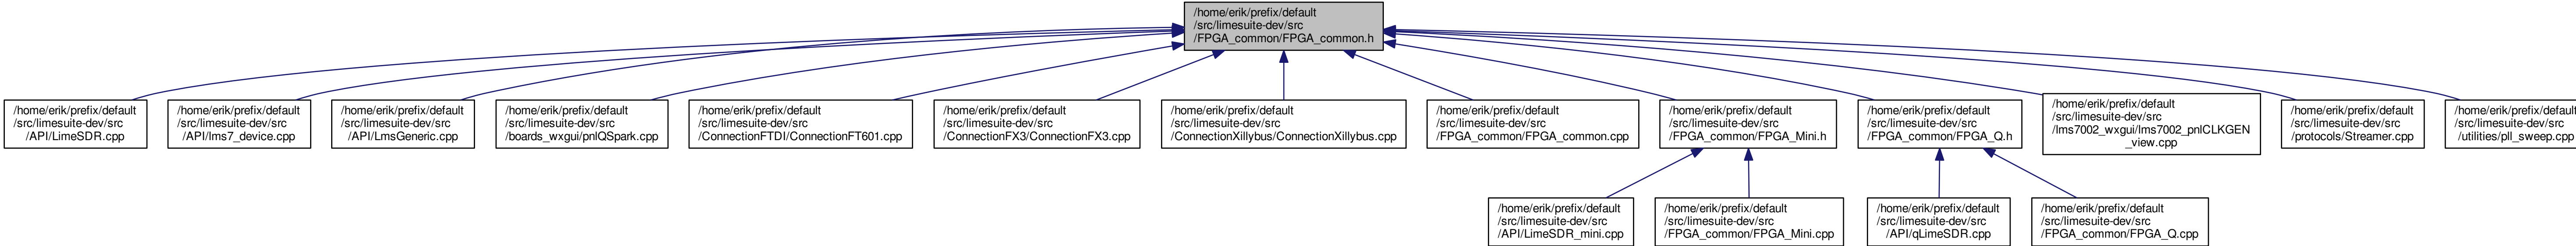 /home/erik/prefix/default
/src/limesuite-dev/src
/FPGA_common/FPGA_common.h
/home/erik/prefix/default
/src/limesuite-dev/src
/API/LimeSDR.cpp
/home/erik/prefix/default
/src/limesuite-dev/src
/API/lms7_device.cpp
/home/erik/prefix/default
/src/limesuite-dev/src
/API/LmsGeneric.cpp
/home/erik/prefix/default
/src/limesuite-dev/src
/boards_wxgui/pnlQSpark.cpp
/home/erik/prefix/default
/src/limesuite-dev/src
/ConnectionFTDI/ConnectionFT601.cpp
/home/erik/prefix/default
/src/limesuite-dev/src
/ConnectionFX3/ConnectionFX3.cpp
/home/erik/prefix/default
/src/limesuite-dev/src
/ConnectionXillybus/ConnectionXillybus.cpp
/home/erik/prefix/default
/src/limesuite-dev/src
/FPGA_common/FPGA_common.cpp
/home/erik/prefix/default
/src/limesuite-dev/src
/FPGA_common/FPGA_Mini.h
/home/erik/prefix/default
/src/limesuite-dev/src
/FPGA_common/FPGA_Q.h
/home/erik/prefix/default
/src/limesuite-dev/src
/lms7002_wxgui/lms7002_pnlCLKGEN
_view.cpp
/home/erik/prefix/default
/src/limesuite-dev/src
/protocols/Streamer.cpp
/home/erik/prefix/default
/src/limesuite-dev/src
/utilities/pll_sweep.cpp
/home/erik/prefix/default
/src/limesuite-dev/src
/API/LimeSDR_mini.cpp
/home/erik/prefix/default
/src/limesuite-dev/src
/FPGA_common/FPGA_Mini.cpp
/home/erik/prefix/default
/src/limesuite-dev/src
/API/qLimeSDR.cpp
/home/erik/prefix/default
/src/limesuite-dev/src
/FPGA_common/FPGA_Q.cpp